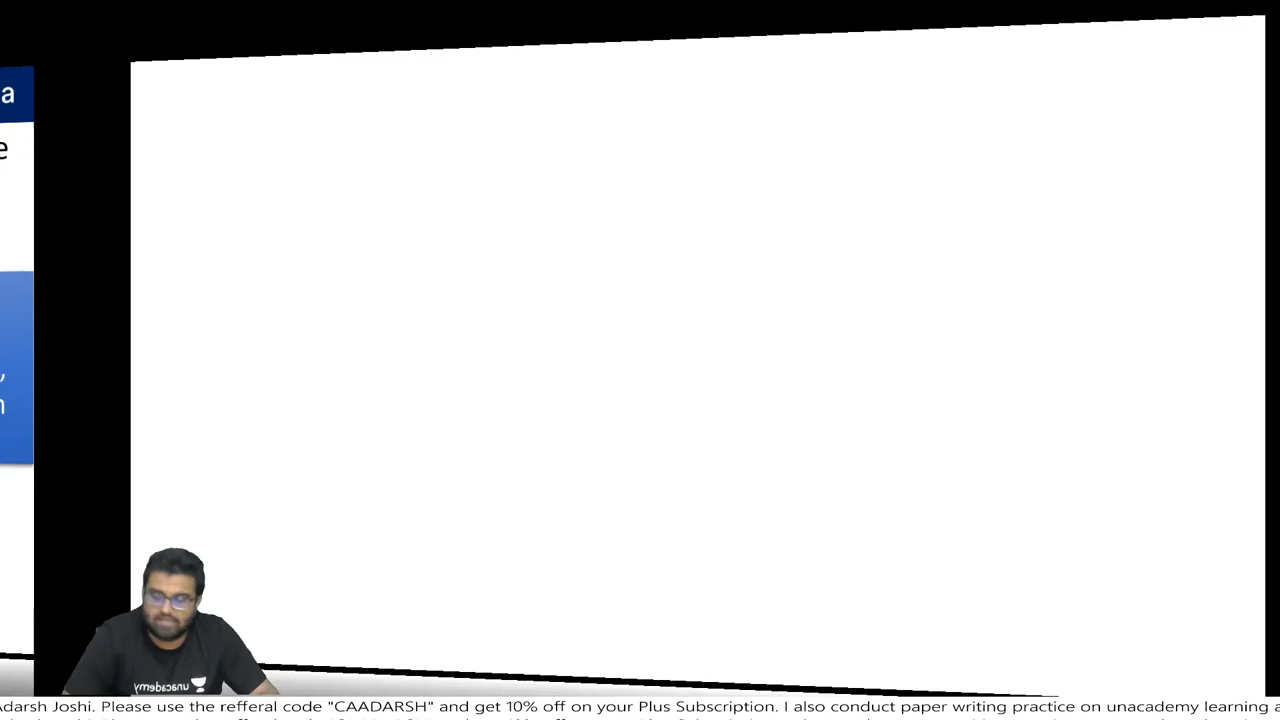 a
e
,
n
unacademy
Adarsh Joshi. Please use the refferal code "CAADARSH" and get 10% off on your Plus Subscription. I also conduct paper writing practice on unacademy learning a